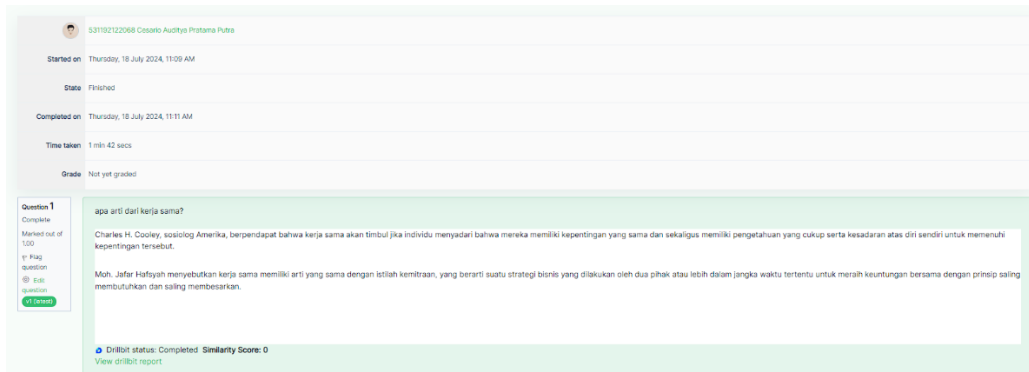 531192122068 Cesario Auditya Pratama Putra
Started on Thursday, 18 July 2024, 11:09 AM
State Finished
Completed on Thursday, 18 July 2024, 11:11 AM
Time taken 1 min 42 secs
Grade Not yet graded
Question 1
Complete
Marked out of
1.00
Flag
question
Edit
question
v1 (latest)
apa arti dari kerja sama?
Charles H. Cooley, sosiolog Amerika, berpendapat bahwa kerja sama akan timbul jika individu menyadari bahwa mereka memiliki kepentingan yang sama dan sekaligus memiliki pengetahuan yang cukup serta kesadaran atas diri sendiri untuk memenuhi
kepentingan tersebut.
Moh. Jafar Hafsyah menyebutkan kerja sama memiliki arti yang sama dengan istilah kemitraan, yang berarti suatu strategi bisnis yang dilakukan oleh dua pihak atau lebih dalam jangka waktu tertentu untuk meraih keuntungan bersama dengan prinsip saling
membutuhkan dan saling membesarkan.
Drillbit status: Completed Similarity Score: 0
View drillbit report